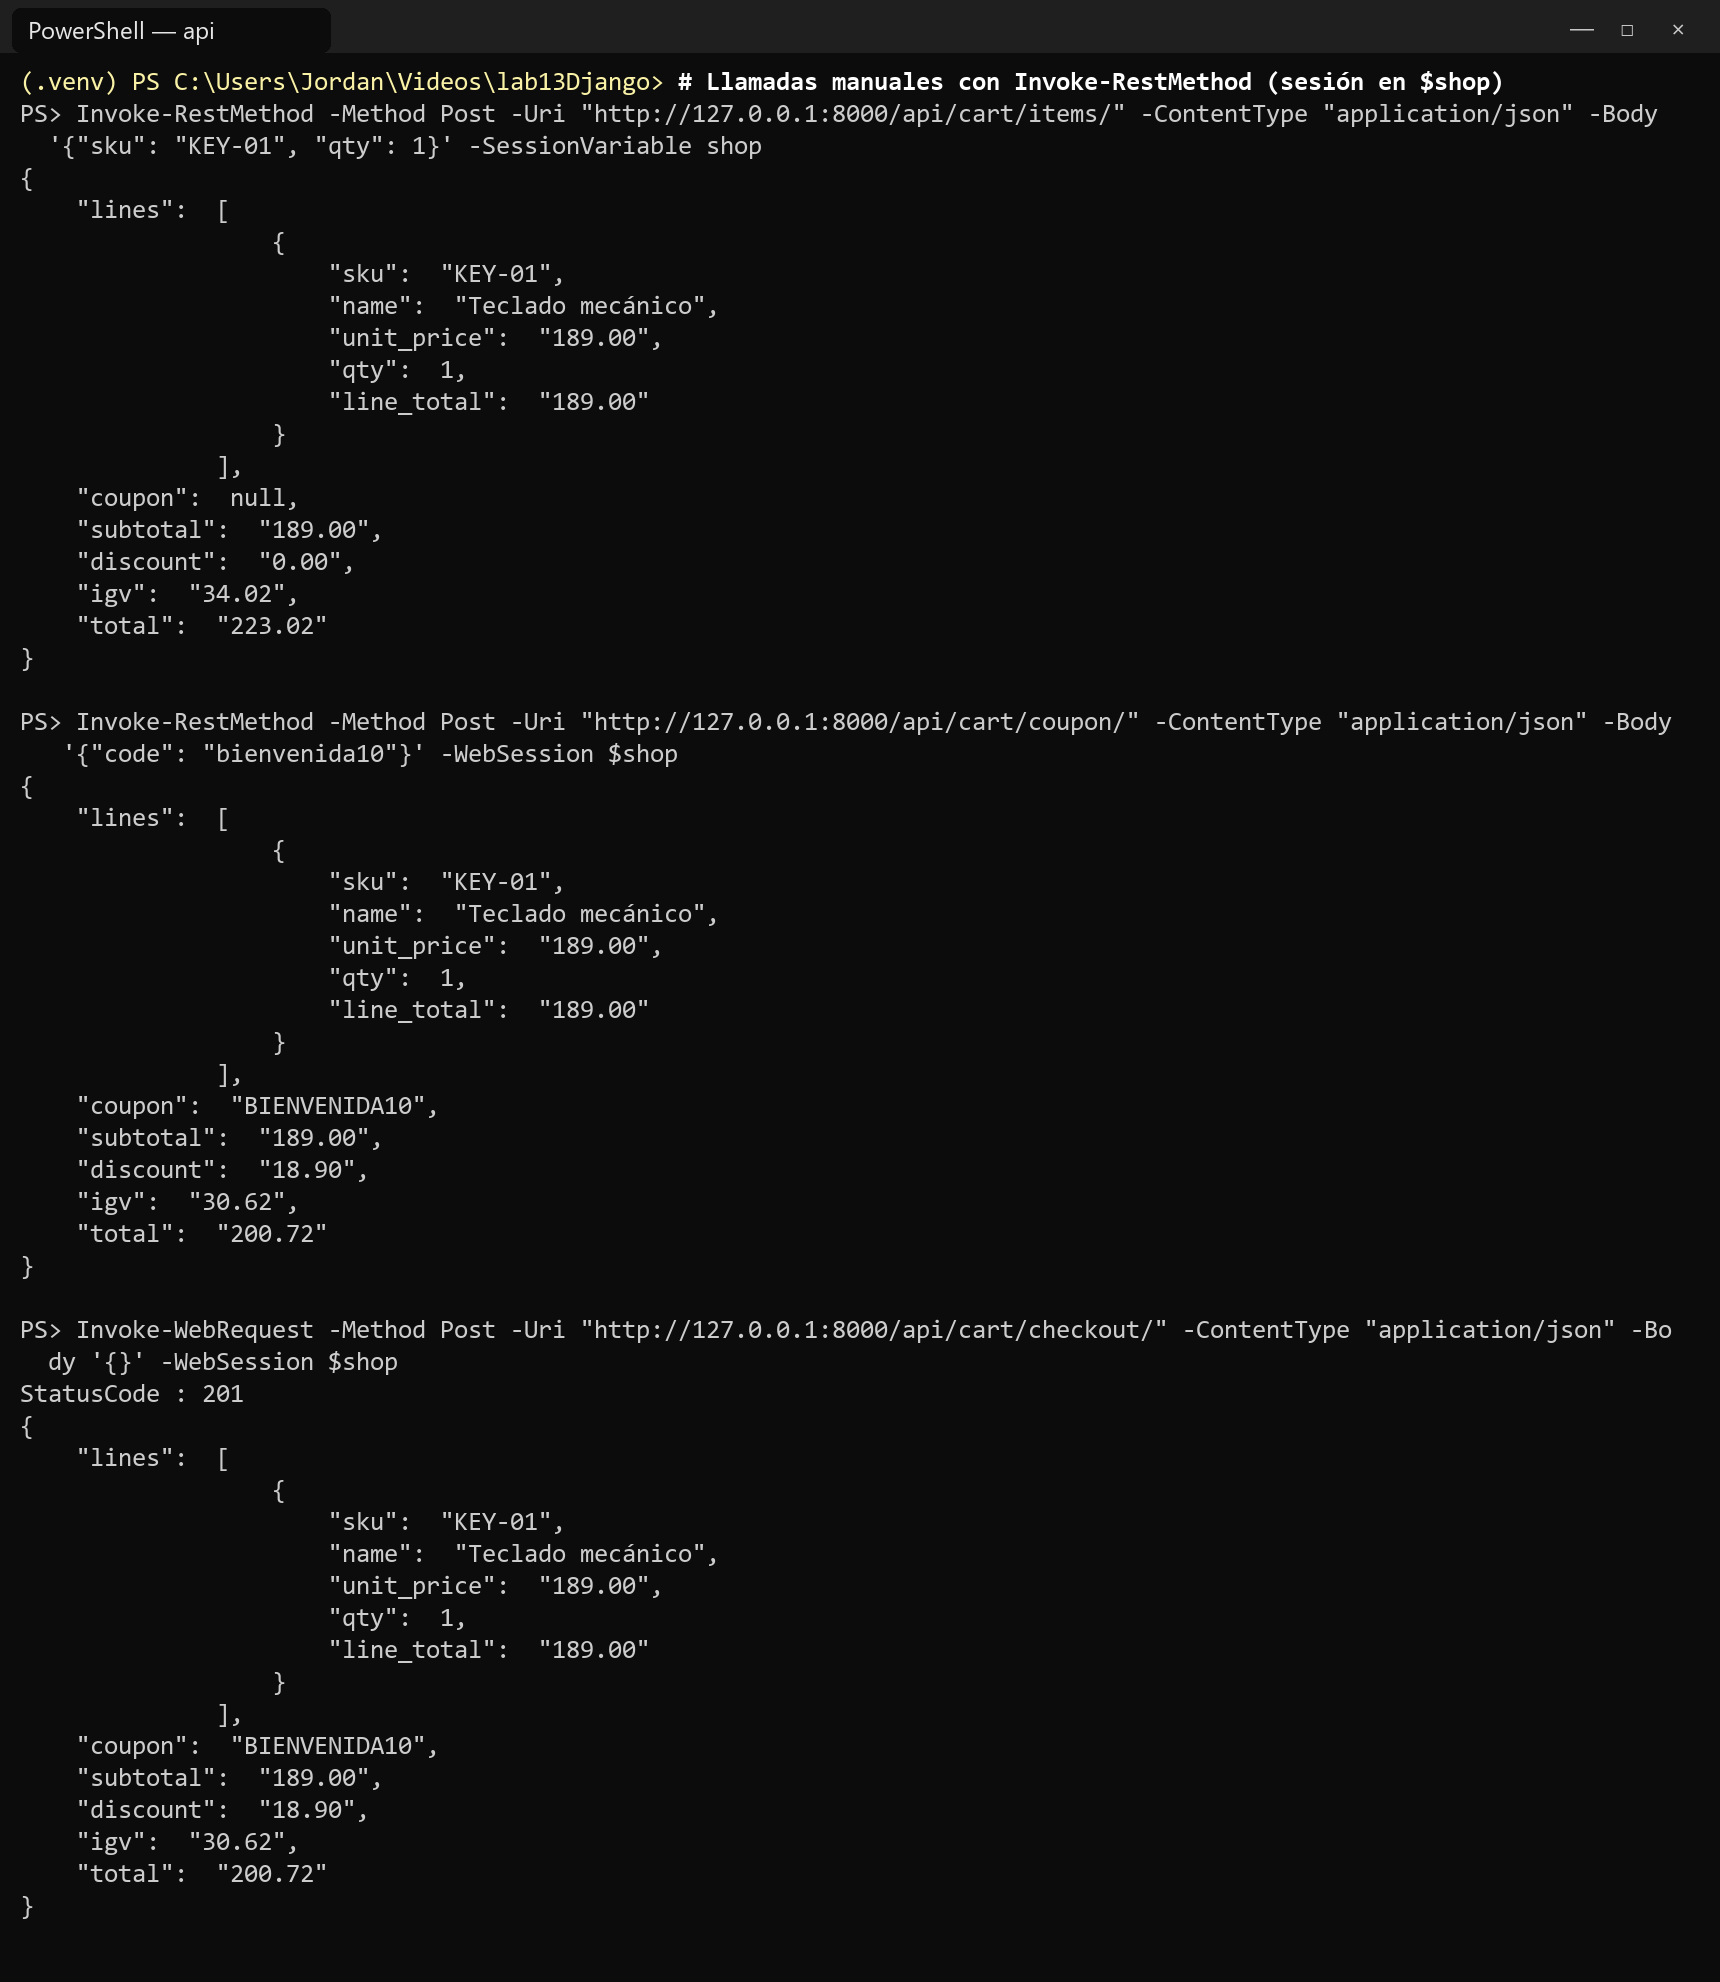 PowerShell — api
(.venv) PS C:\Users\Jordan\Videos\lab13Django> # Llamadas manuales con Invoke-RestMethod (sesión en $shop)
PS> Invoke-RestMethod -Method Post -Uri "http://127.0.0.1:8000/api/cart/items/" -ContentType "application/json" -Body
  '{"sku": "KEY-01", "qty": 1}' -SessionVariable shop
{
    "lines":  [
                  {
                      "sku":  "KEY-01",
                      "name":  "Teclado mecánico",
                      "unit_price":  "189.00",
                      "qty":  1,
                      "line_total":  "189.00"
                  }
              ],
    "coupon":  null,
    "subtotal":  "189.00",
    "discount":  "0.00",
    "igv":  "34.02",
    "total":  "223.02"
}

PS> Invoke-RestMethod -Method Post -Uri "http://127.0.0.1:8000/api/cart/coupon/" -ContentType "application/json" -Body
   '{"code": "bienvenida10"}' -WebSession $shop
{
    "lines":  [
                  {
                      "sku":  "KEY-01",
                      "name":  "Teclado mecánico",
                      "unit_price":  "189.00",
                      "qty":  1,
                      "line_total":  "189.00"
                  }
              ],
    "coupon":  "BIENVENIDA10",
    "subtotal":  "189.00",
    "discount":  "18.90",
    "igv":  "30.62",
    "total":  "200.72"
}

PS> Invoke-WebRequest -Method Post -Uri "http://127.0.0.1:8000/api/cart/checkout/" -ContentType "application/json" -Bo
  dy '{}' -WebSession $shop
StatusCode : 201
{
    "lines":  [
                  {
                      "sku":  "KEY-01",
                      "name":  "Teclado mecánico",
                      "unit_price":  "189.00",
                      "qty":  1,
                      "line_total":  "189.00"
                  }
              ],
    "coupon":  "BIENVENIDA10",
    "subtotal":  "189.00",
    "discount":  "18.90",
    "igv":  "30.62",
    "total":  "200.72"
}